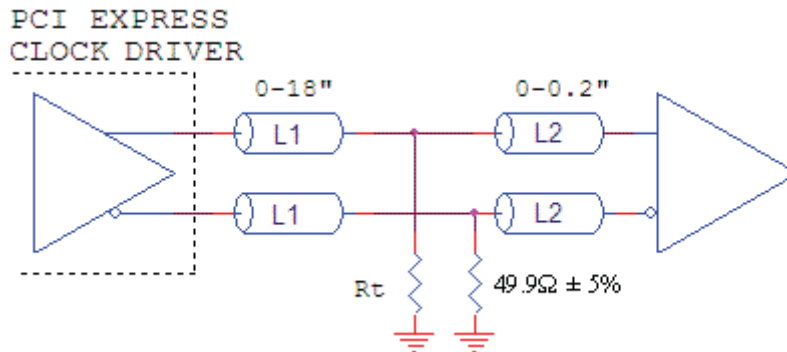 PCI EXPRESS
CLOCK DRIVER
0-18"
0-0.2"
L1
L2
L1
L2
Rt
49.9Ω ± 5%